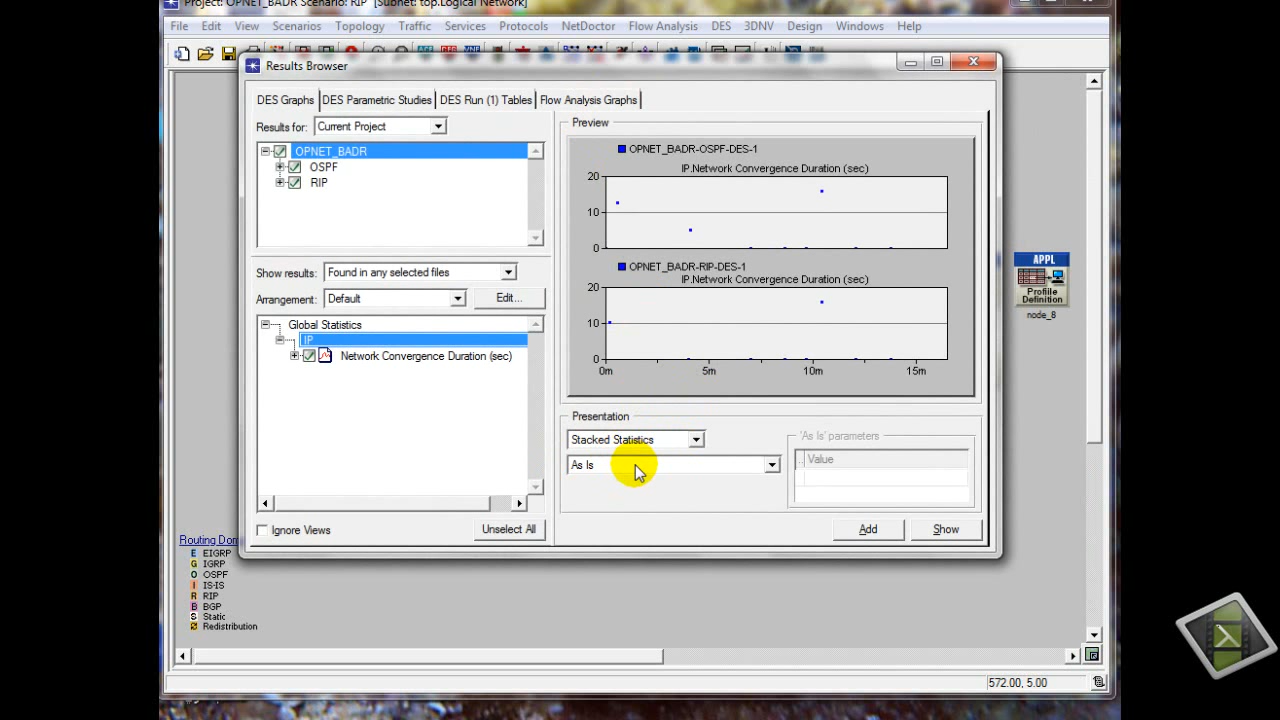 Project: OPNET_BADR Scenario: RIP [Subnet: top.Logical Network]
File Edit View Scenarios Topology Traffic Services Protocols NetDoctor Flow Analysis DES 3DNV Design Windows Help
Results Browser
DES Graphs DES Parametric Studies DES Run (1) Tables Flow Analysis Graphs
Results for: Current Project
OPNET_BADR
OSPF
RIP
Show results: Found in any selected files
Arrangement: Default Edit...
Global Statistics
IP
Network Convergence Duration (sec)
Ignore Views Unselect All
Preview
OPNET_BADR-OSPF-DES-1
IP.Network Convergence Duration (sec)
20
10
0
OPNET_BADR-RIP-DES-1
IP.Network Convergence Duration (sec)
20
10
0
0m 5m 10m 15m
Presentation
Stacked Statistics
As Is
'As Is' parameters
Value
Add Show
APPL
Profile
Definition
node_8
Routing Dom
E EIGRP
G IGRP
O OSPF
I IS-IS
R RIP
B BGP
S Static
Redistribution
572.00, 5.00